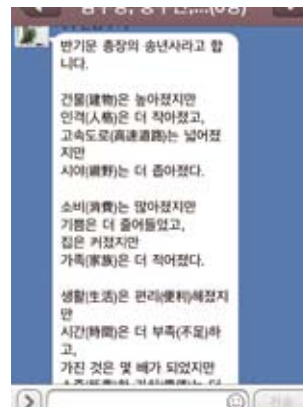 반기문 총장의 송년사라고 합
니다.
건물(建物)은 높아졌지만
인격(人格)은 더 작아졌고,
고속도로(高速道路)는 넓어졌
지만
시야(視野)는 더 좁아졌다.
소비(消費)는 많아졌지만
기쁨은 더 줄어들었고,
집은 커졌지만
가족(家族)은 더 적어졌다.
생활(生活)은 편리(便利)해졌지
만
시간(時間)은 더 부족(不足)하
고,
가진 것은 몇 배가 되었지만